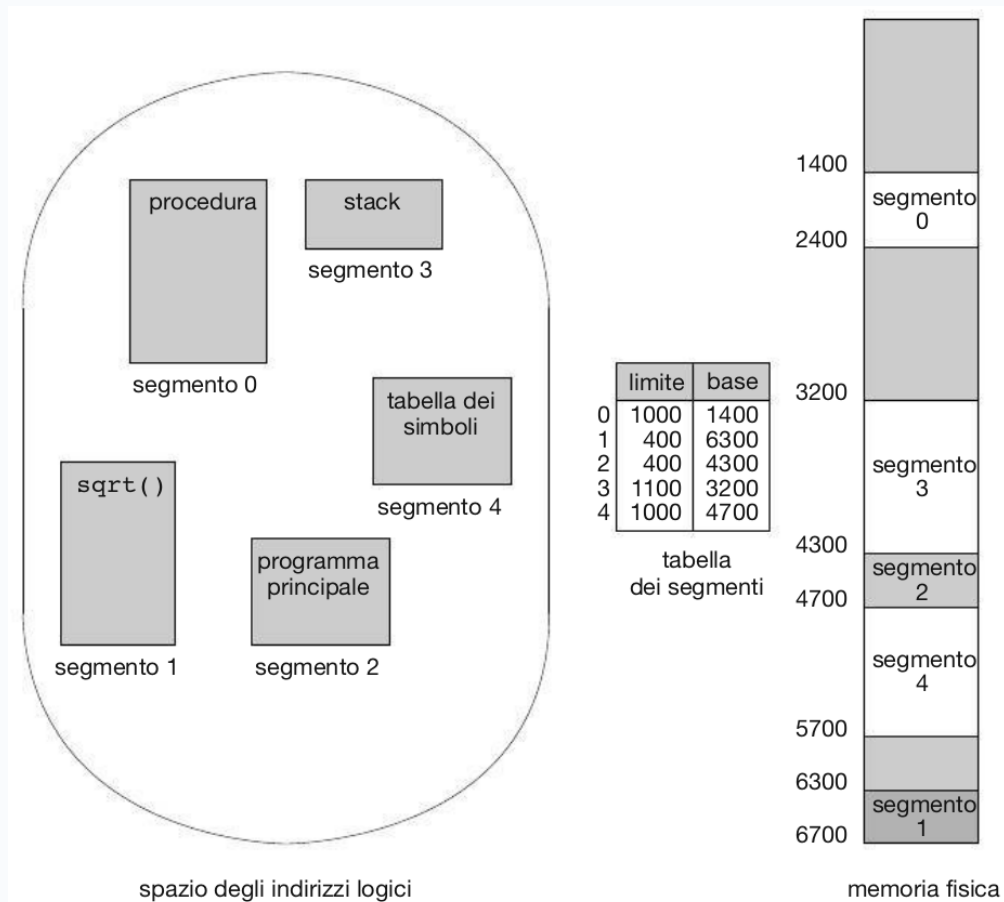 procedura
stack
segmento 3
segmento 0
tabella dei
simboli
segmento 4
sqrt()
segmento 1
programma
principale
segmento 2
spazio degli indirizzi logici
limite base
0 1000 1400
1 400 6300
2 400 4300
3 1100 3200
4 1000 4700
tabella
dei segmenti
1400
segmento
0
2400
3200
segmento
3
4300
segmento
2
4700
segmento
4
5700
6300
segmento
1
6700
memoria fisica